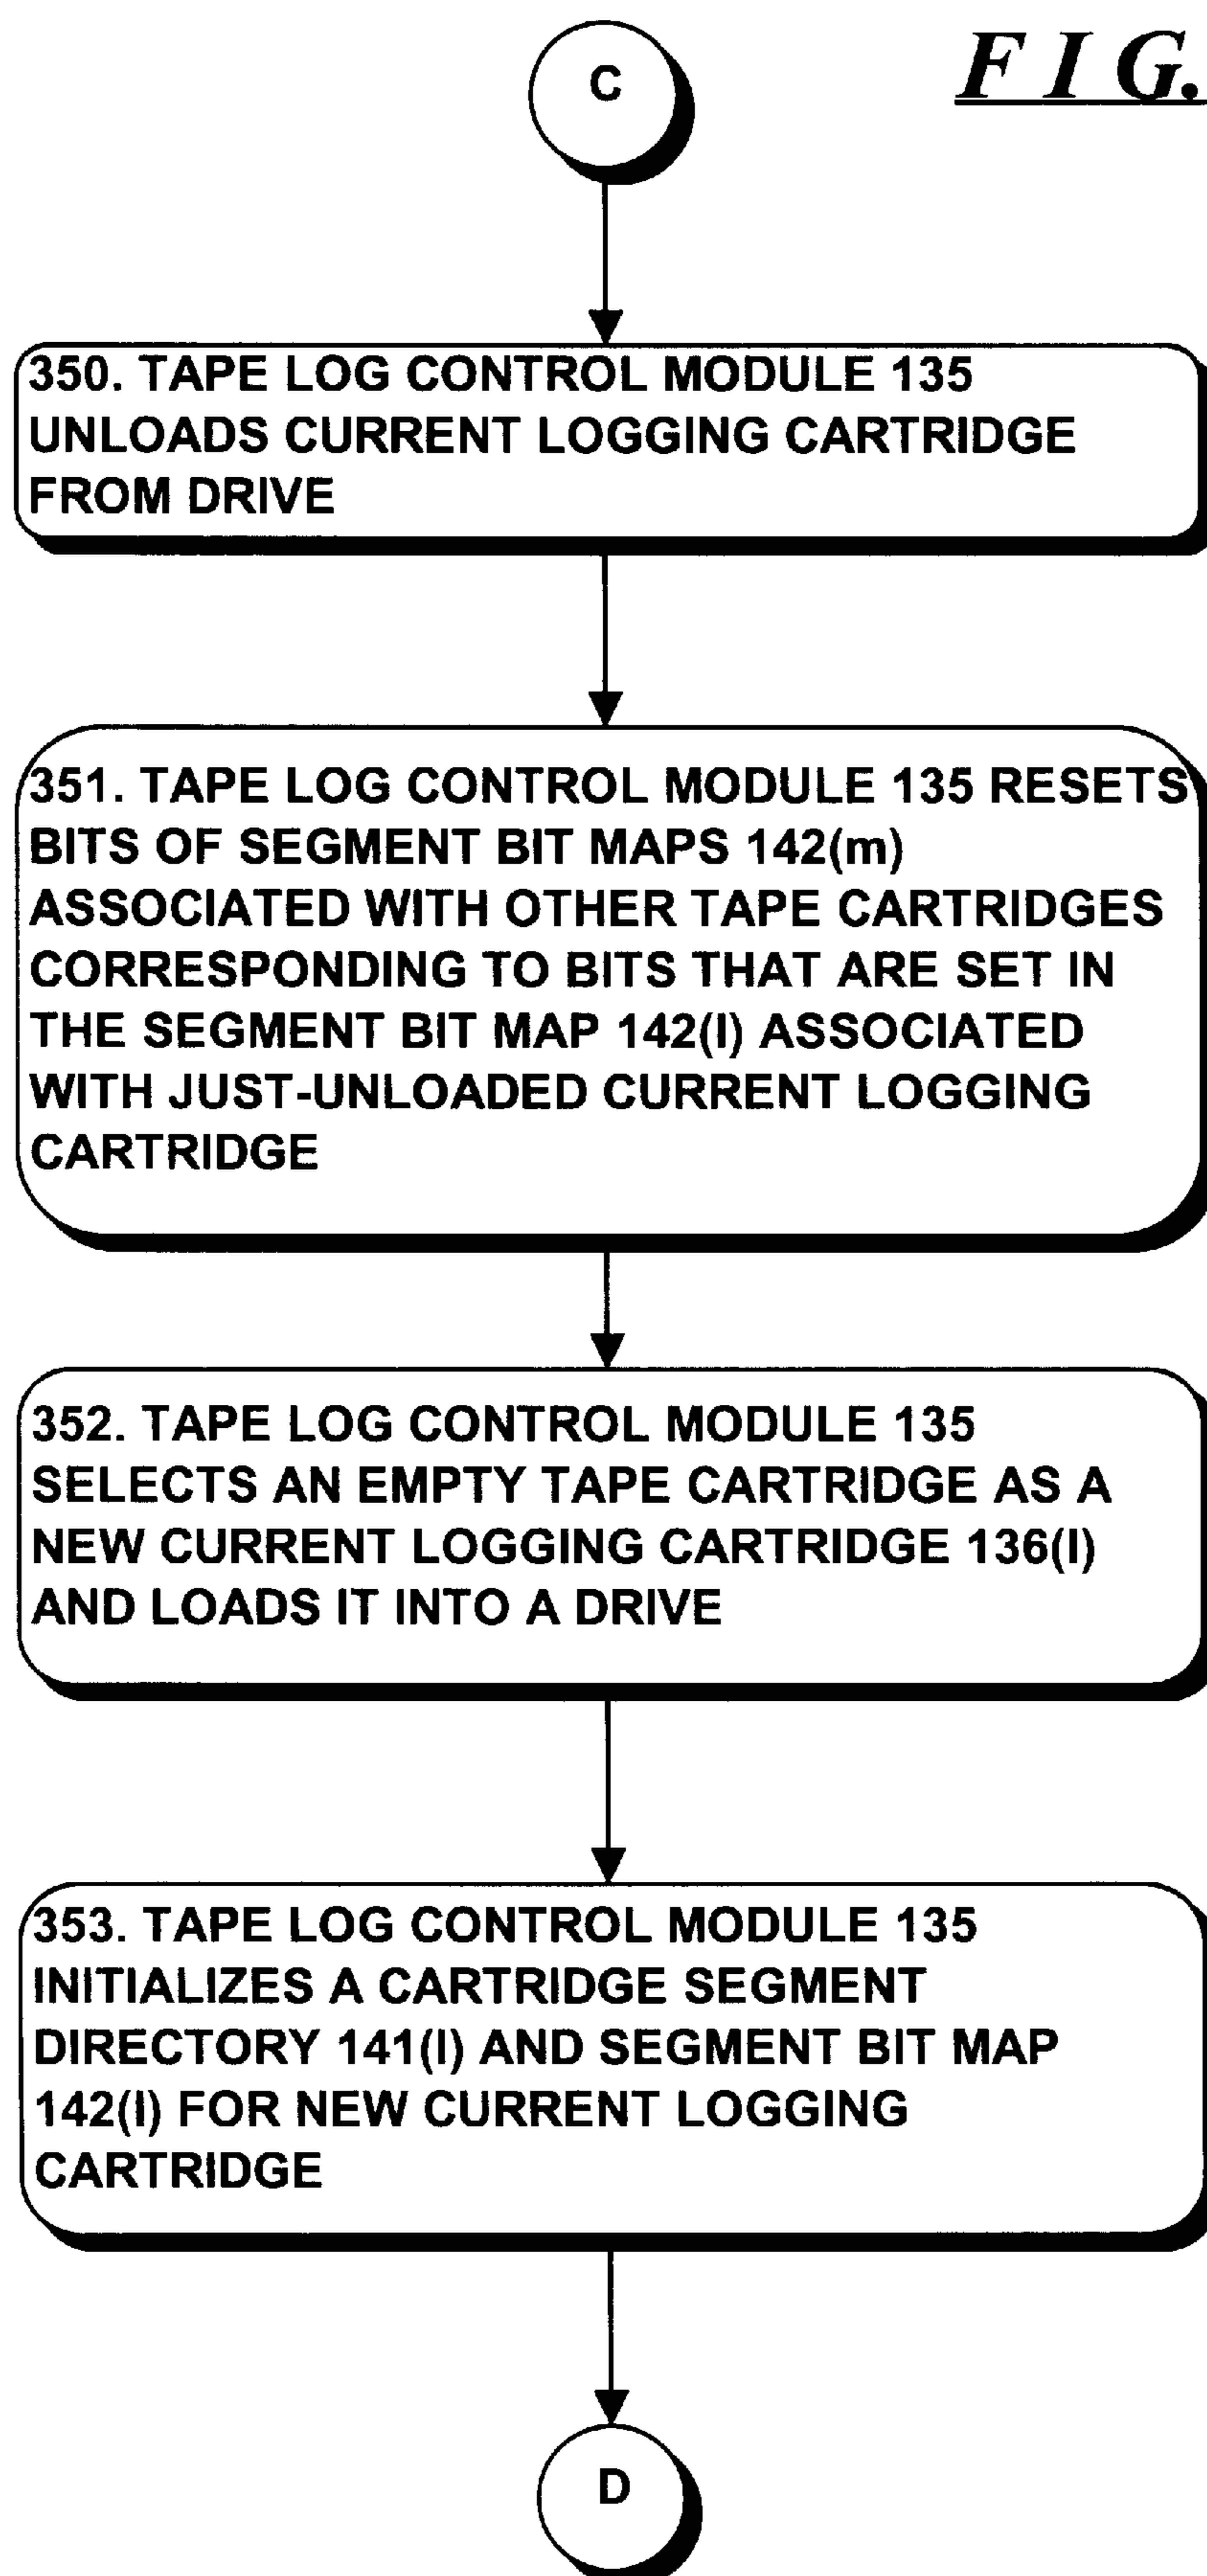 F I G.
C
350. TAPE LOG CONTROL MODULE 135
UNLOADS CURRENT LOGGING CARTRIDGE
FROM DRIVE
351. TAPE LOG CONTROL MODULE 135 RESETS
BITS OF SEGMENT BIT MAPS 142(m)
ASSOCIATED WITH OTHER TAPE CARTRIDGES
CORRESPONDING TO BITS THAT ARE SET IN
THE SEGMENT BIT MAP 142(I) ASSOCIATED
WITH JUST-UNLOADED CURRENT LOGGING
CARTRIDGE
352. TAPE LOG CONTROL MODULE 135
SELECTS AN EMPTY TAPE CARTRIDGE AS A
NEW CURRENT LOGGING CARTRIDGE 136(I)
AND LOADS IT INTO A DRIVE
353. TAPE LOG CONTROL MODULE 135
INITIALIZES A CARTRIDGE SEGMENT
DIRECTORY 141(I) AND SEGMENT BIT MAP
142(I) FOR NEW CURRENT LOGGING
CARTRIDGE
D